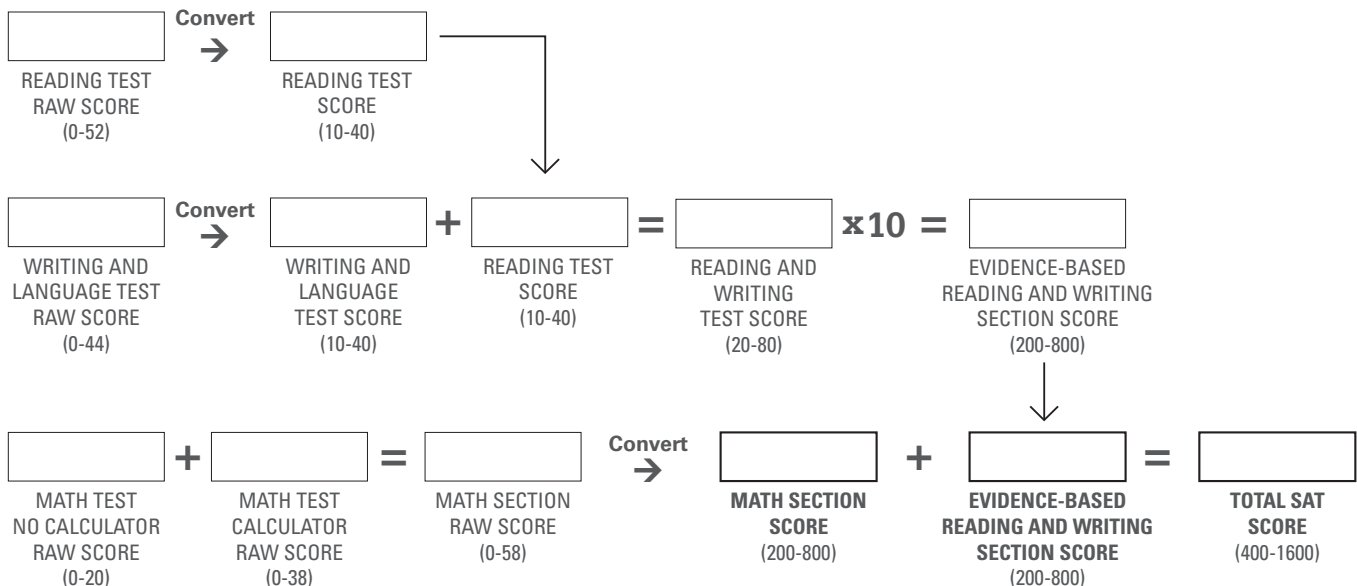 Convert
→
READING TEST
RAW SCORE
(0-52)
READING TEST
SCORE
(10-40)
Convert
→
+
=
x10 =
WRITING AND
LANGUAGE TEST
RAW SCORE
(0-44)
WRITING AND
LANGUAGE
TEST SCORE
(10-40)
READING TEST
SCORE
(10-40)
READING AND
WRITING
TEST SCORE
(20-80)
EVIDENCE-BASED
READING AND WRITING
SECTION SCORE
(200-800)
+
=
Convert
→
+
=
MATH TEST
NO CALCULATOR
RAW SCORE
(0-20)
MATH TEST
CALCULATOR
RAW SCORE
(0-38)
MATH SECTION
RAW SCORE
(0-58)
MATH SECTION
SCORE
(200-800)
EVIDENCE-BASED
READING AND WRITING
SECTION SCORE
(200-800)
TOTAL SAT
SCORE
(400-1600)